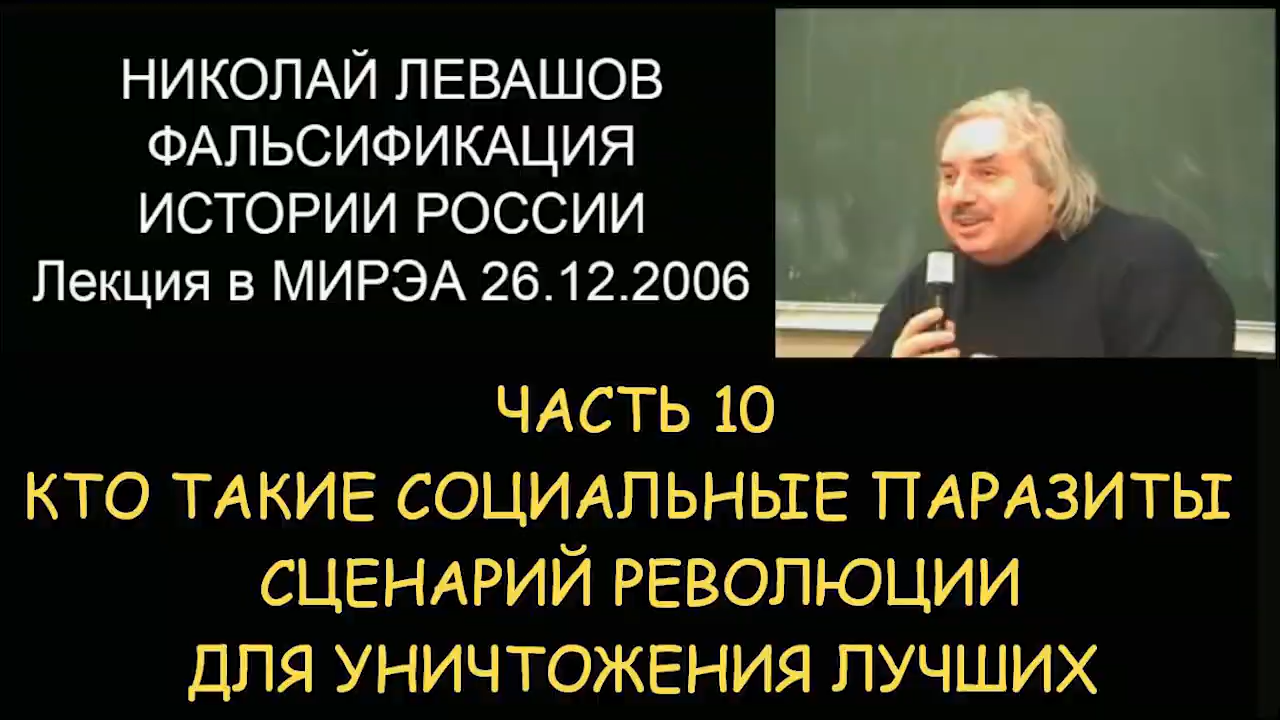 НИКОЛАЙ ЛЕВАШОВ
ФАЛЬСИФИКАЦИЯ
ИСТОРИИ РОССИИ
Лекция в МИРЭА 26.12.2006
ЧАСТЬ 10
КТО ТАКИЕ СОЦИАЛЬНЫЕ ПАРАЗИТЫ
СЦЕНАРИЙ РЕВОЛЮЦИИ
ДЛЯ УНИЧТОЖЕНИЯ ЛУЧШИХ